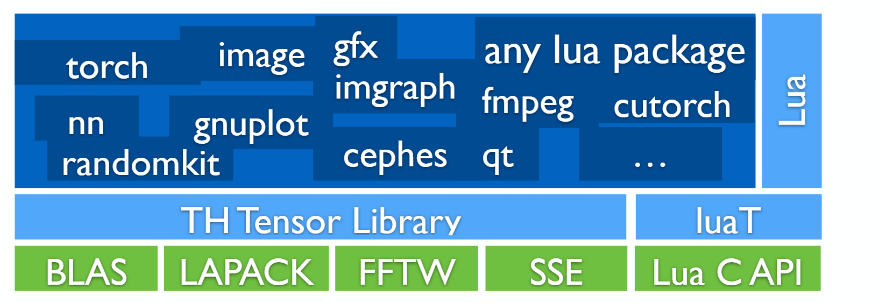 torch
image
gfx
any lua package
imgraph
nn
gnuplot
fmpeg
cutorch
randomkit
cephes
qt
...
Lua
TH Tensor Library
luaT
BLAS
LAPACK
FFTW
SSE
Lua C API